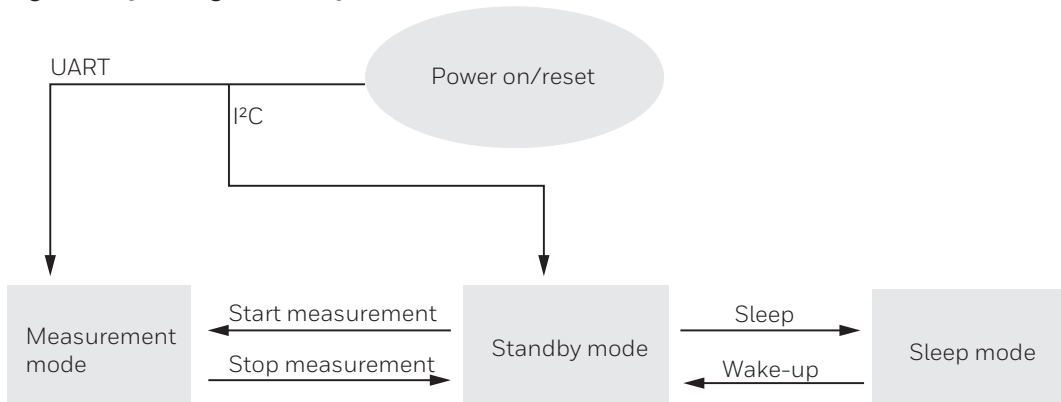 UART
Power on/reset
I²C
Start measurement
Sleep
Measurement
mode
Standby mode
Sleep mode
Stop measurement
Wake-up